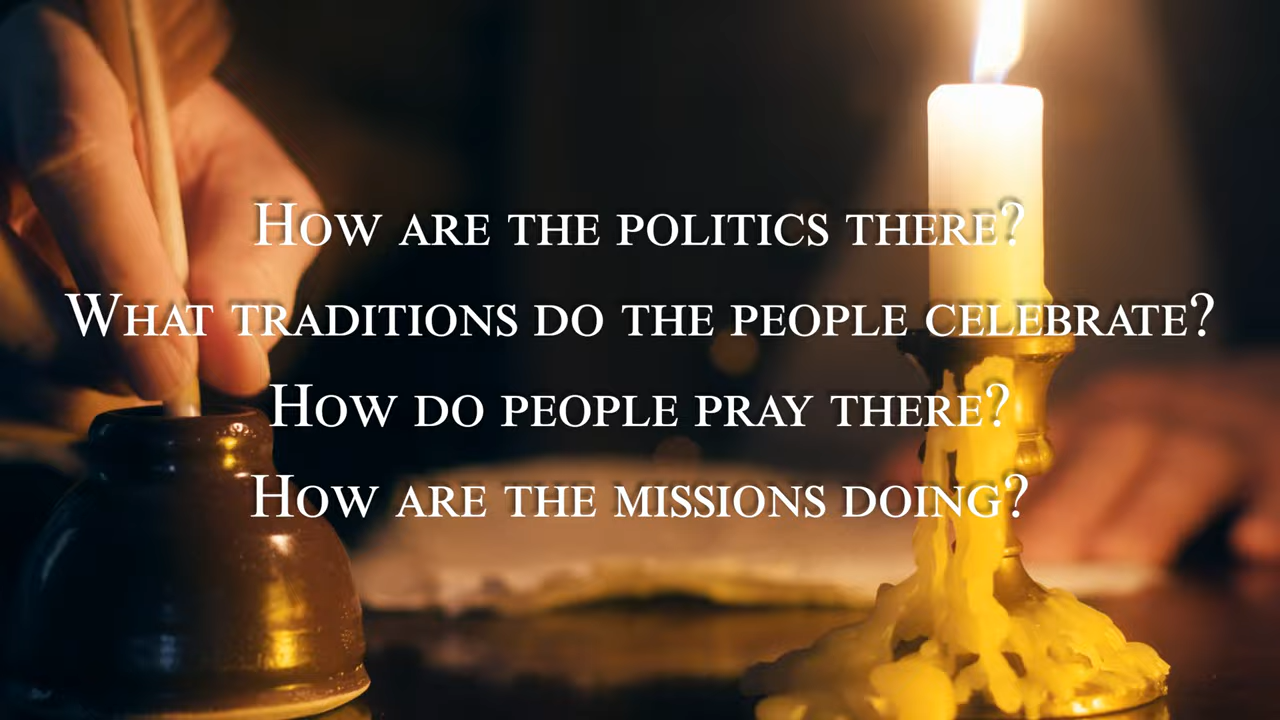 How are the politics there?
What traditions do the people celebrate?
How do people pray there?
How are the missions doing?